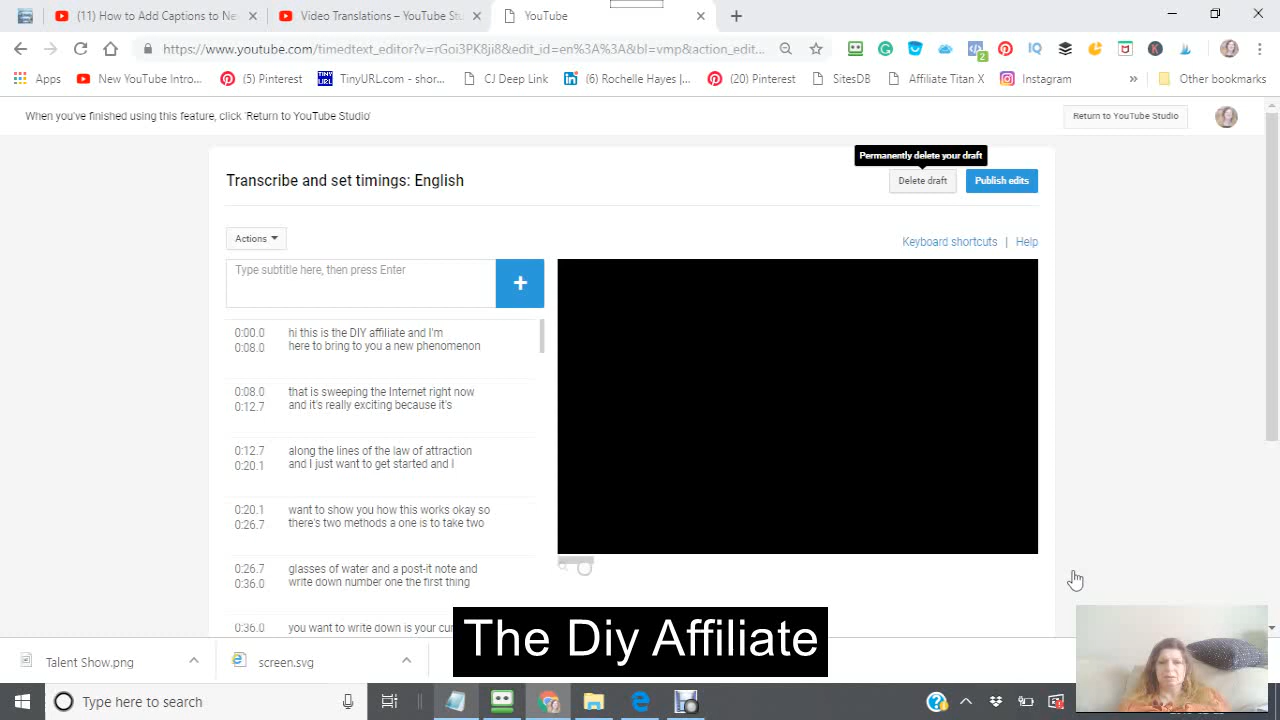 (11) How to Add Captions to Ne
Video Translations – YouTube Stu
YouTube
https://www.youtube.com/timedtext_editor?v=rGoi3PK8ji8&edit_id=en%3A%3A&bl=vmp&action_edit...
Apps
New YouTube Intro...
(5) Pinterest
TinyURL.com - shor...
CJ Deep Link
(6) Rochelle Hayes |...
(20) Pinterest
SitesDB
Affiliate Titan X
Instagram
»
Other bookmarks
When you've finished using this feature, click 'Return to YouTube Studio'
Return to YouTube Studio
Permanently delete your draft
Transcribe and set timings: English
Delete draft
Publish edits
Actions
Keyboard shortcuts | Help
Type subtitle here, then press Enter
+
0:00.0 hi this is the DIY affiliate and I'm
0:08.0 here to bring to you a new phenomenon
0:08.0 that is sweeping the Internet right now
0:12.7 and it's really exciting because it's
0:12.7 along the lines of the law of attraction
0:20.1 and I just want to get started and I
0:20.1 want to show you how this works okay so
0:26.7 there's two methods a one is to take two
0:26.7 glasses of water and a post-it note and
0:36.0 write down number one the first thing
0:36.0 you want to write down is your cur
The Diy Affiliate
Talent Show.png
screen.svg
Type here to search